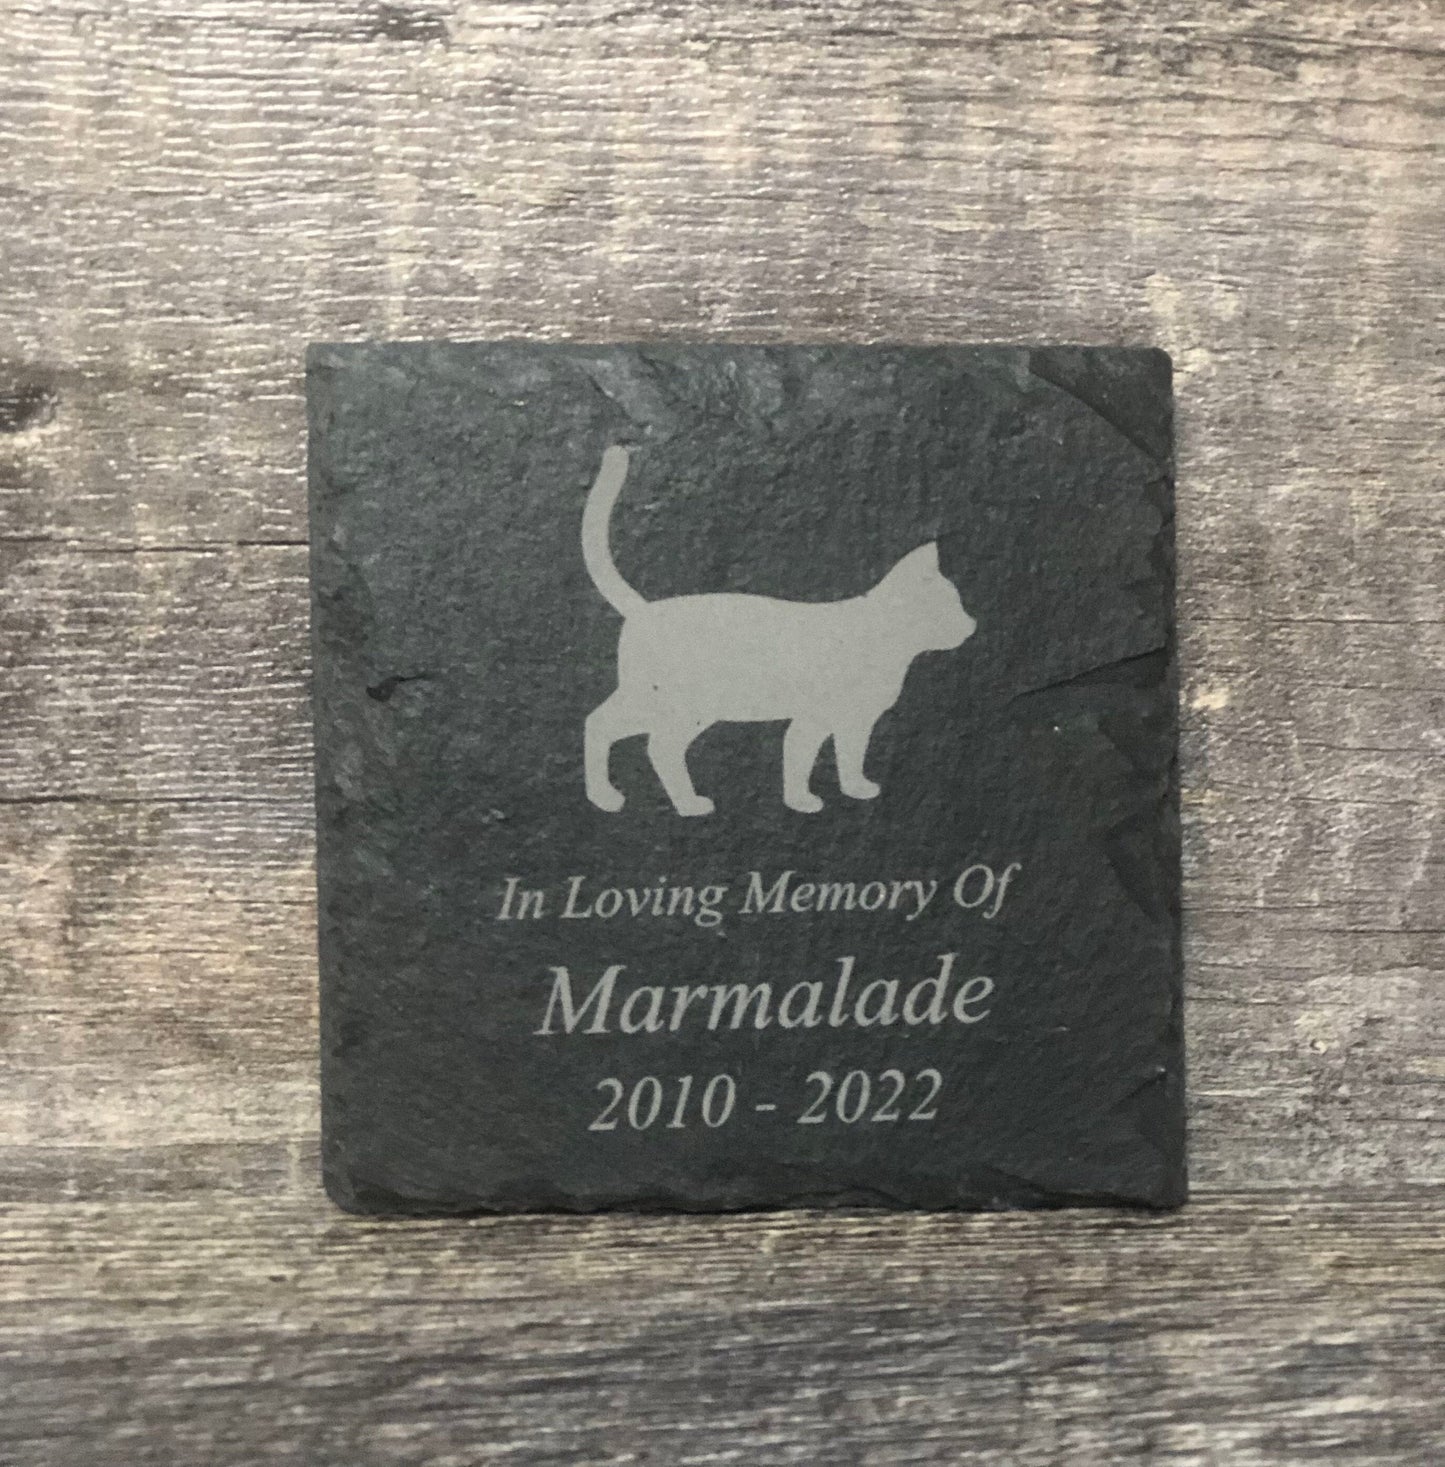 In Loving Memory Of
Marmalade
2010 - 2022